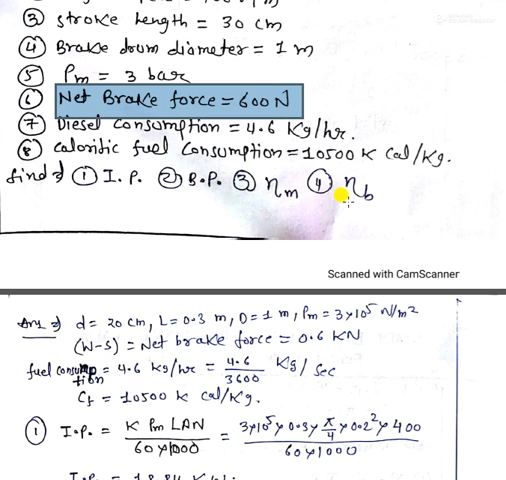 ③ stroke length = 30 cm
④ Brake drum diameter = 1 m
⑤ Pm = 3 bar
⑥ Net Brake force = 600 N
⑦ Diesel Consumption = 4.6 Kg/hr.
⑧ Calorific fuel Consumption = 10500 K Cal/Kg.
find ⇒ ① I.P. ② B.P. ③ ηm ④ ηb
Scanned with CamScanner
Ans ⇒ d = 20 cm, L = 0.3 m, D = 1 m, Pm = 3×10⁵ N/m²
(W-S) = Net brake force = 0.6 KN
fuel consumption = 4.6 kg/hr = 4.6/3600 Kg/sec
Cf = 10500 k cal/Kg.
① I.P. = K Pm LAN / 60×1000 = 3×10⁵ × 0.3 × π/4 × 0.2² × 400 / 60×1000